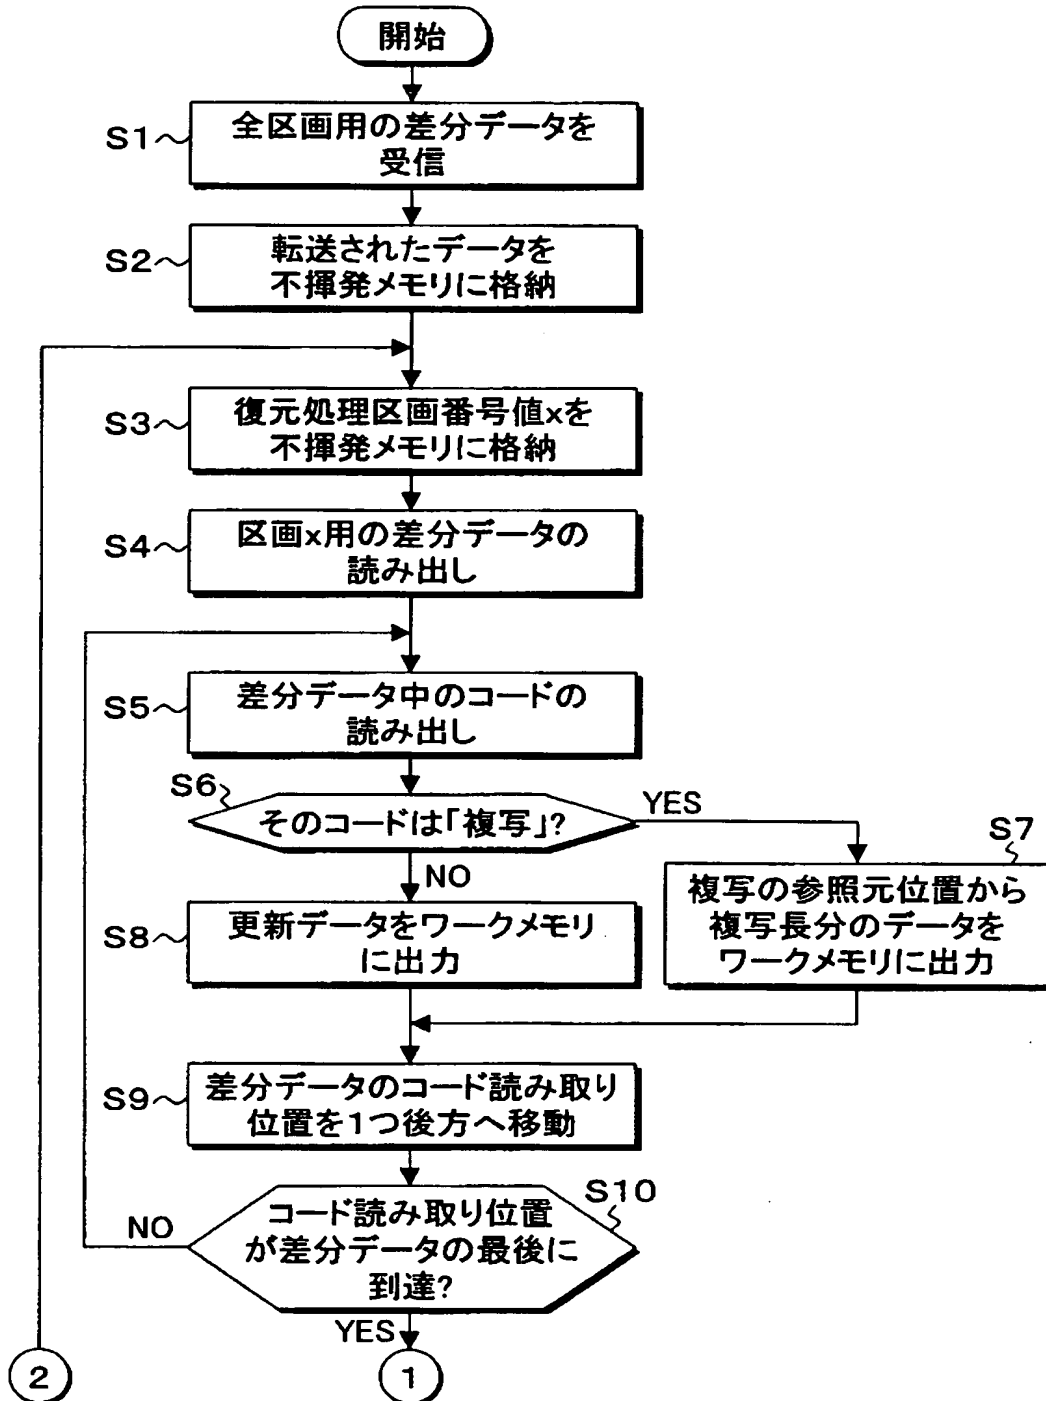 開始
S1
全区画用の差分データを
受信
S2
転送されたデータを
不揮発メモリに格納
S3
復元処理区画番号値xを
不揮発メモリに格納
S4
区画x用の差分データの
読み出し
S5
差分データ中のコードの
読み出し
S6
そのコードは「複写」?
YES
NO
S7
複写の参照元位置から
複写長分のデータを
ワークメモリに出力
S8
更新データをワークメモリ
に出力
S9
差分データのコード読み取り
位置を1つ後方へ移動
S10
コード読み取り位置
が差分データの最後に
到達?
NO
YES
2
1